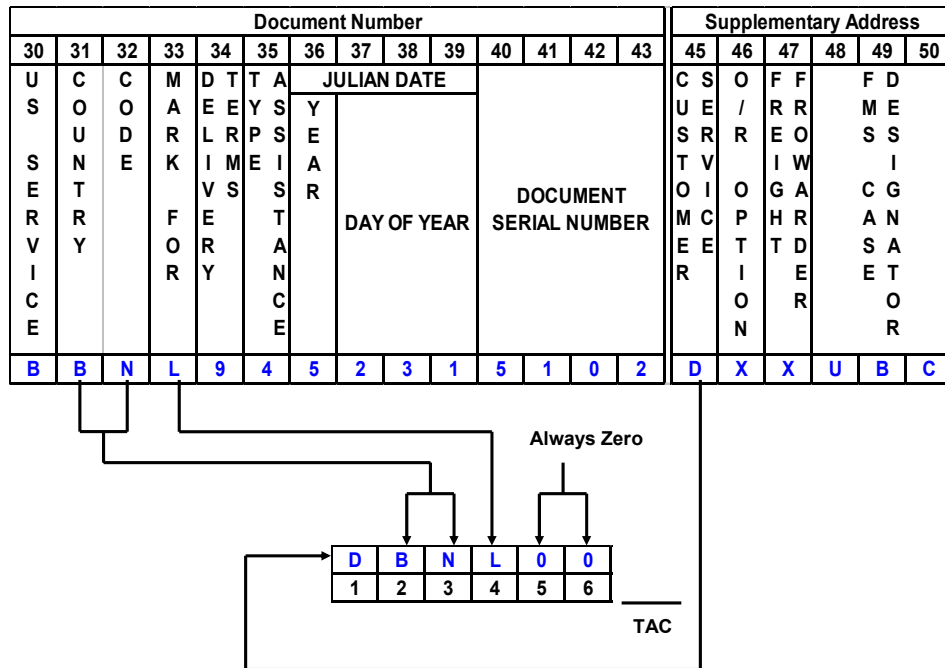 Document Number
Supplementary Address
30 31 32 33 34 35 36 37 38 39 40 41 42 43
45 46 47 48 49 50
US SERVICE
COUNTRY
CODE
MARK FOR
DELIVERY
TERMS
TYPE
ASSISTANCE
JULIAN DATE
YEAR
DAY OF YEAR
DOCUMENT
SERIAL NUMBER
CUSTOMER
SERVICE
O/R OPTION
FREIGHT
FROWARDER
FMS CASE
DESIGNATOR
B B N L 9 4 5 2 3 1 5 1 0 2
D X X U B C
Always Zero
D B N L 0 0
1 2 3 4 5 6
TAC